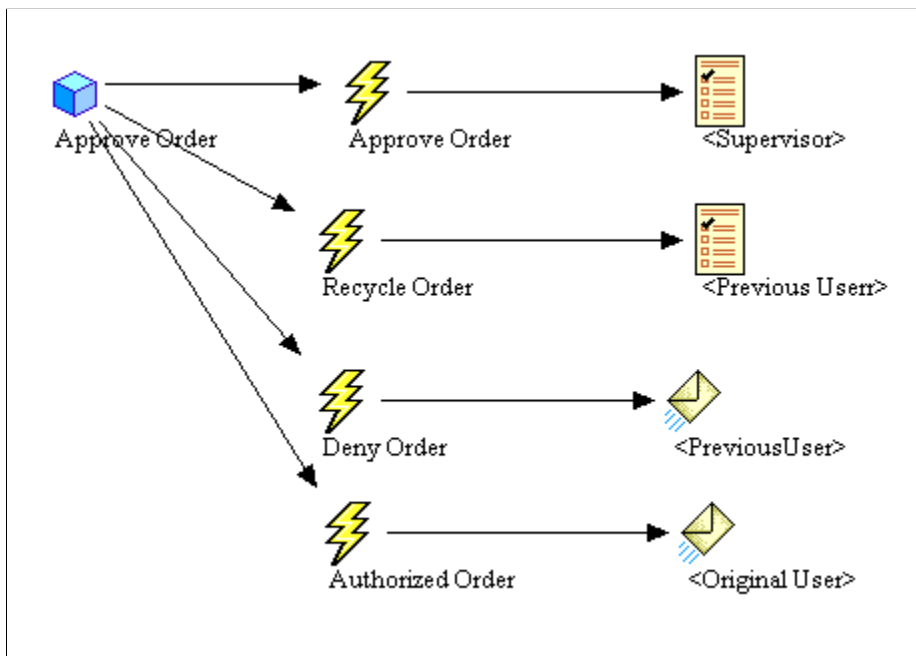 Approve Order
Approve Order
<Supervisor>
Recycle Order
<Previous Userr>
Deny Order
<PreviousUser>
Authorized Order
<Original User>